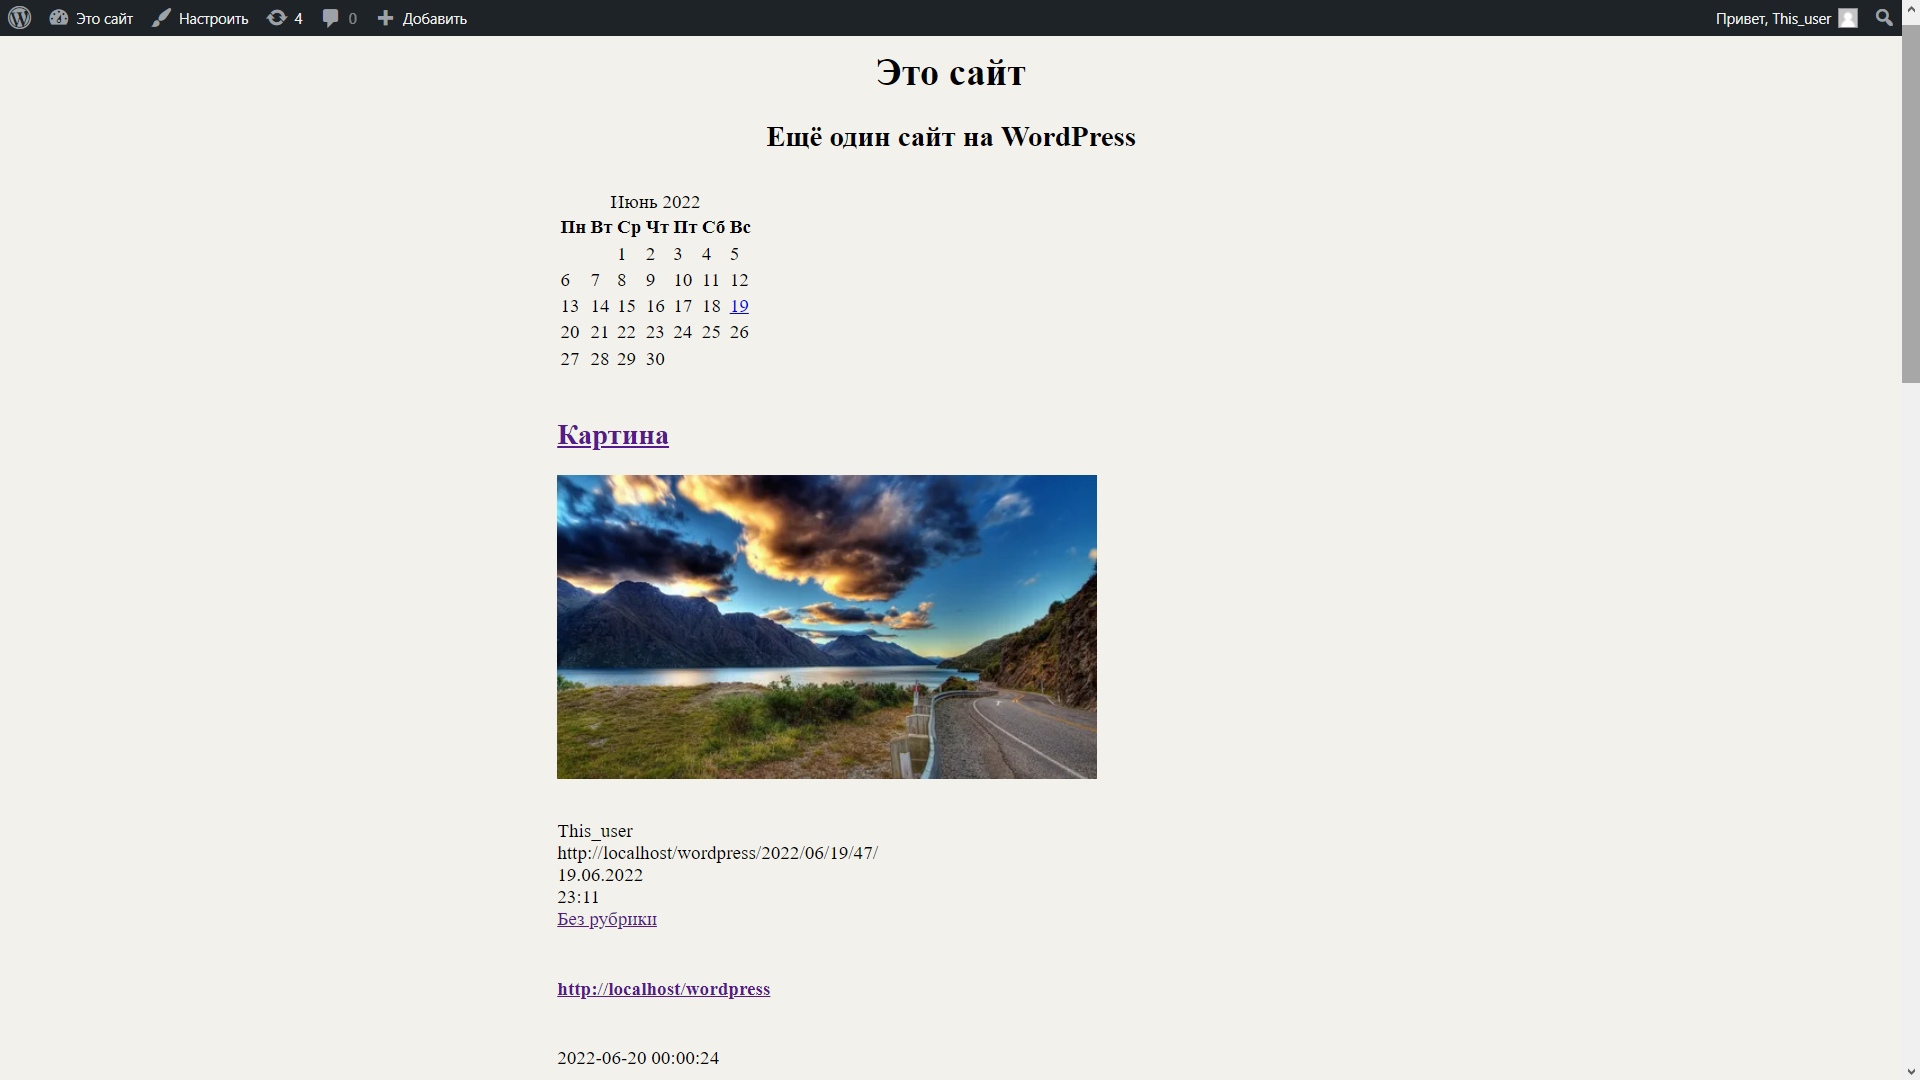 Это сайт Настроить 4 0 Добавить Привет, This_user
Это сайт
Ещё один сайт на WordPress
Июнь 2022
Пн Вт Ср Чт Пт Сб Вс
1 2 3 4 5
6 7 8 9 10 11 12
13 14 15 16 17 18 19
20 21 22 23 24 25 26
27 28 29 30
Картина
This_user
http://localhost/wordpress/2022/06/19/47/
19.06.2022
23:11
Без рубрики
http://localhost/wordpress
2022-06-20 00:00:24